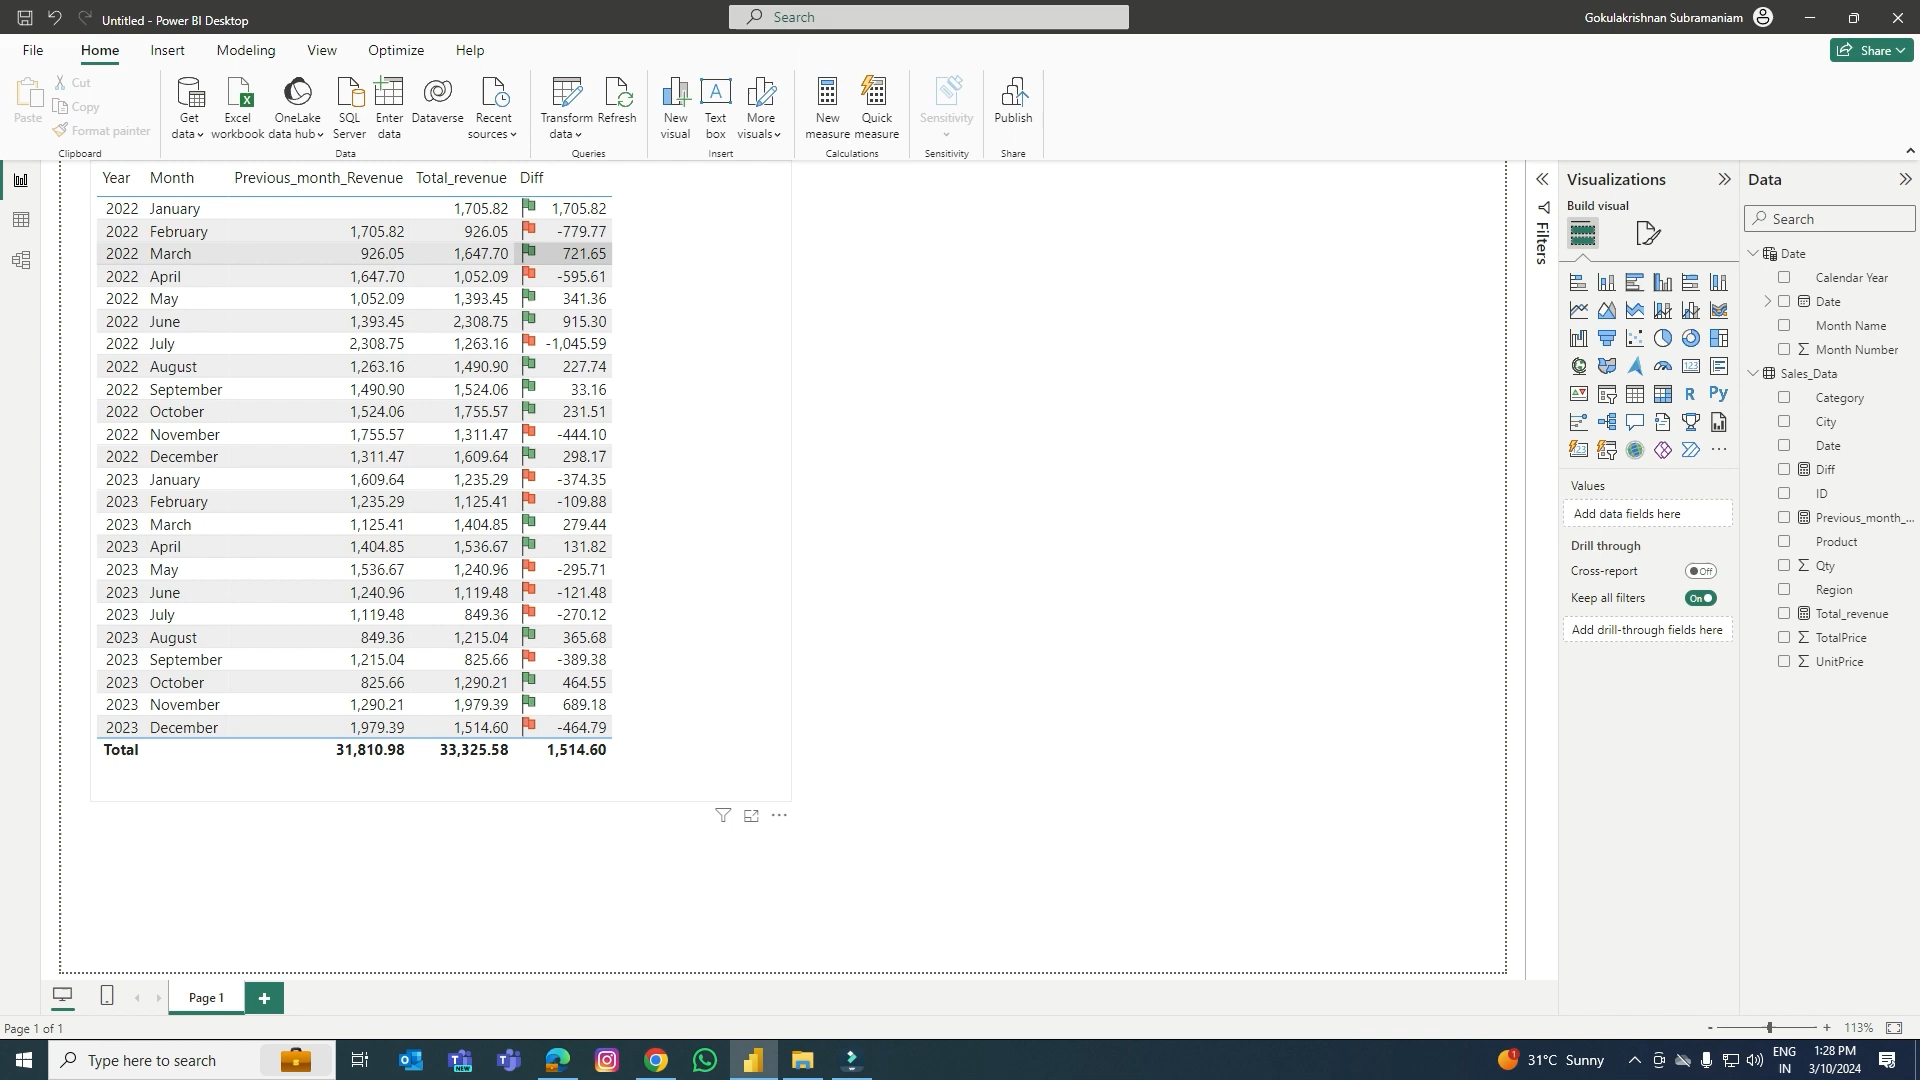 Untitled - Power BI Desktop
Search
Gokulakrishnan Subramaniam
File Home Insert Modeling View Optimize Help
Share
Paste
Cut
Copy
Format painter
Clipboard
Get data
Excel workbook
OneLake data hub
SQL Server
Enter data
Dataverse
Recent sources
Data
Transform data
Refresh
Queries
New visual
Text box
More visuals
Insert
New measure
Quick measure
Calculations
Sensitivity
Sensitivity
Publish
Share
Year Month Previous_month_Revenue Total_revenue Diff
2022 January 1,705.82 1,705.82
2022 February 1,705.82 926.05 -779.77
2022 March 926.05 1,647.70 721.65
2022 April 1,647.70 1,052.09 -595.61
2022 May 1,052.09 1,393.45 341.36
2022 June 1,393.45 2,308.75 915.30
2022 July 2,308.75 1,263.16 -1,045.59
2022 August 1,263.16 1,490.90 227.74
2022 September 1,490.90 1,524.06 33.16
2022 October 1,524.06 1,755.57 231.51
2022 November 1,755.57 1,311.47 -444.10
2022 December 1,311.47 1,609.64 298.17
2023 January 1,609.64 1,235.29 -374.35
2023 February 1,235.29 1,125.41 -109.88
2023 March 1,125.41 1,404.85 279.44
2023 April 1,404.85 1,536.67 131.82
2023 May 1,536.67 1,240.96 -295.71
2023 June 1,240.96 1,119.48 -121.48
2023 July 1,119.48 849.36 -270.12
2023 August 849.36 1,215.04 365.68
2023 September 1,215.04 825.66 -389.38
2023 October 825.66 1,290.21 464.55
2023 November 1,290.21 1,979.39 689.18
2023 December 1,979.39 1,514.60 -464.79
Total 31,810.98 33,325.58 1,514.60
Filters
Visualizations
Build visual
R
Py
123
Values
Add data fields here
Drill through
Cross-report
Off
Keep all filters
On
Add drill-through fields here
Data
Search
Date
Calendar Year
Date
Month Name
Month Number
Sales_Data
Category
City
Date
Diff
ID
Previous_month_...
Product
Qty
Region
Total_revenue
TotalPrice
UnitPrice
Page 1
Page 1 of 1
- + 113%
Type here to search
31°C Sunny
ENG
IN
1:28 PM
3/10/2024